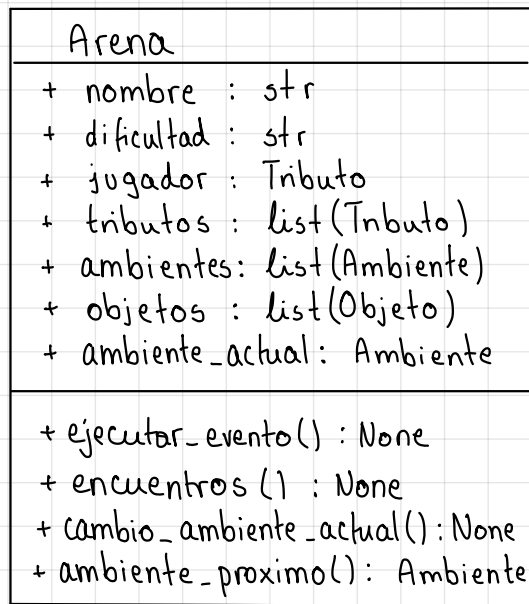 Arena
+ nombre : str
+ dificultad : str
+ jugador : Tributo
+ tributos : list(Tributo)
+ ambientes: list(Ambiente)
+ objetos : list(Objeto)
+ ambiente_actual: Ambiente
+ ejecutar_evento() : None
+ encuentros () : None
+ cambio_ambiente_actual(): None
+ ambiente_proximo(): Ambiente